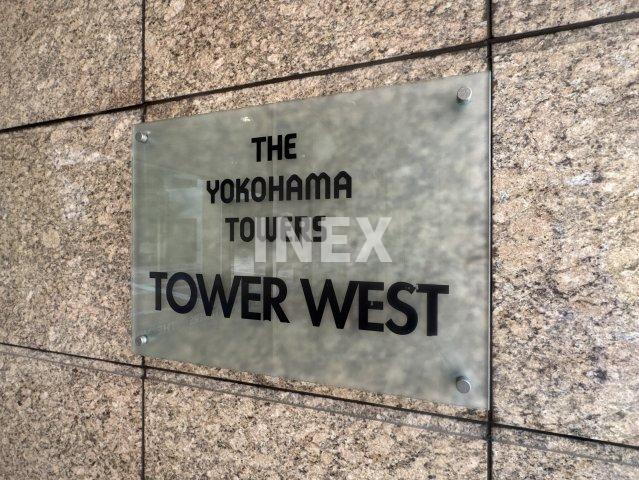 THE
YOKOHAMA
TOWERS
INEX
TOWER WEST